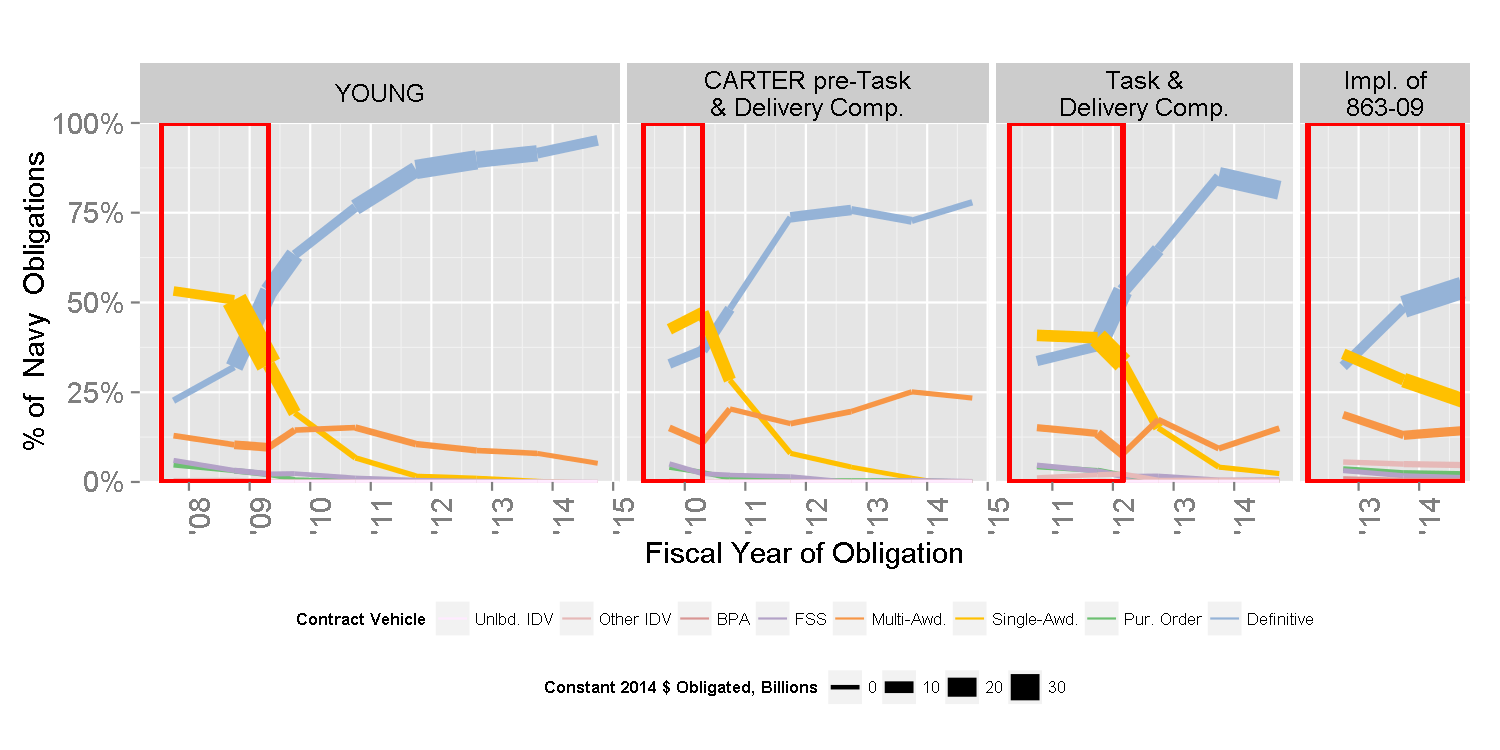 YOUNG
CARTER pre-Task
& Delivery Comp.
Task &
Delivery Comp.
Impl. of
863-09
100%
75%
50%
25%
0%
% of Navy Obligations
'08 '09 '10 '11 '12 '13 '14 '15
'10 '11 '12 '13 '14 '15
'11 '12 '13 '14
'13 '14
Fiscal Year of Obligation
Contract Vehicle Unlbd. IDV Other IDV BPA FSS Multi-Awd. Single-Awd. Pur. Order Definitive
Constant 2014 $ Obligated, Billions 0 10 20 30